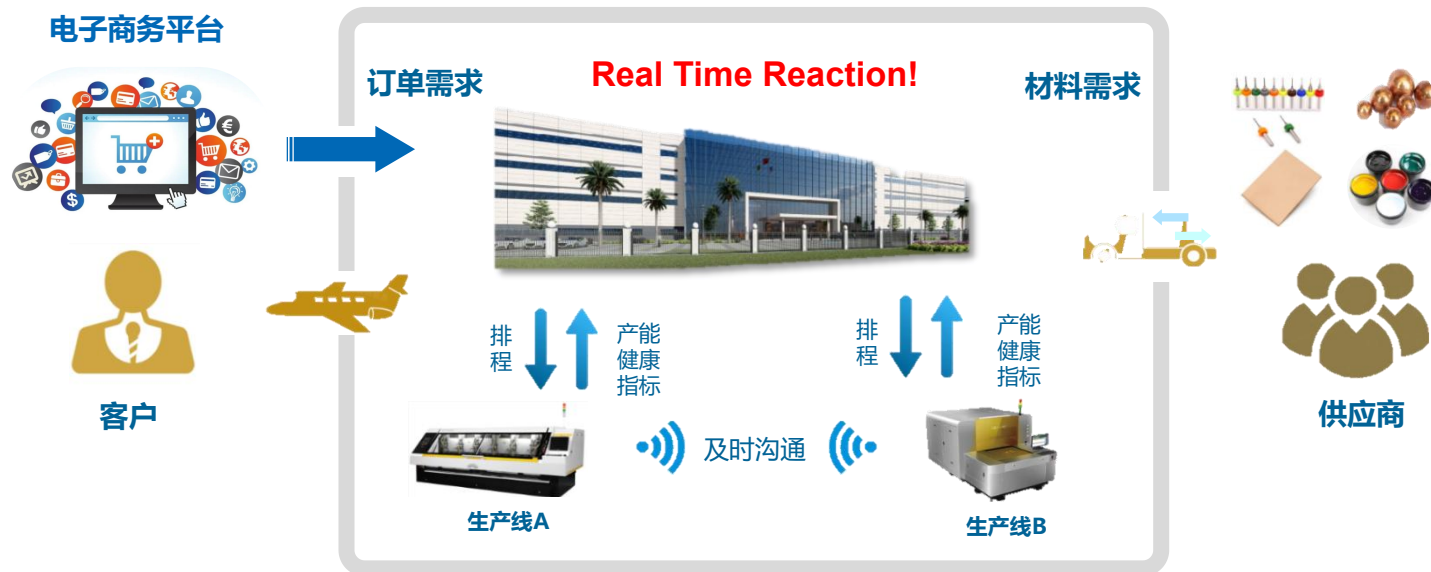 电子商务平台
订单需求
Real Time Reaction!
材料需求
客户
排
程
产能
健康
指标
排
程
产能
健康
指标
供应商
及时沟通
生产线A
生产线B